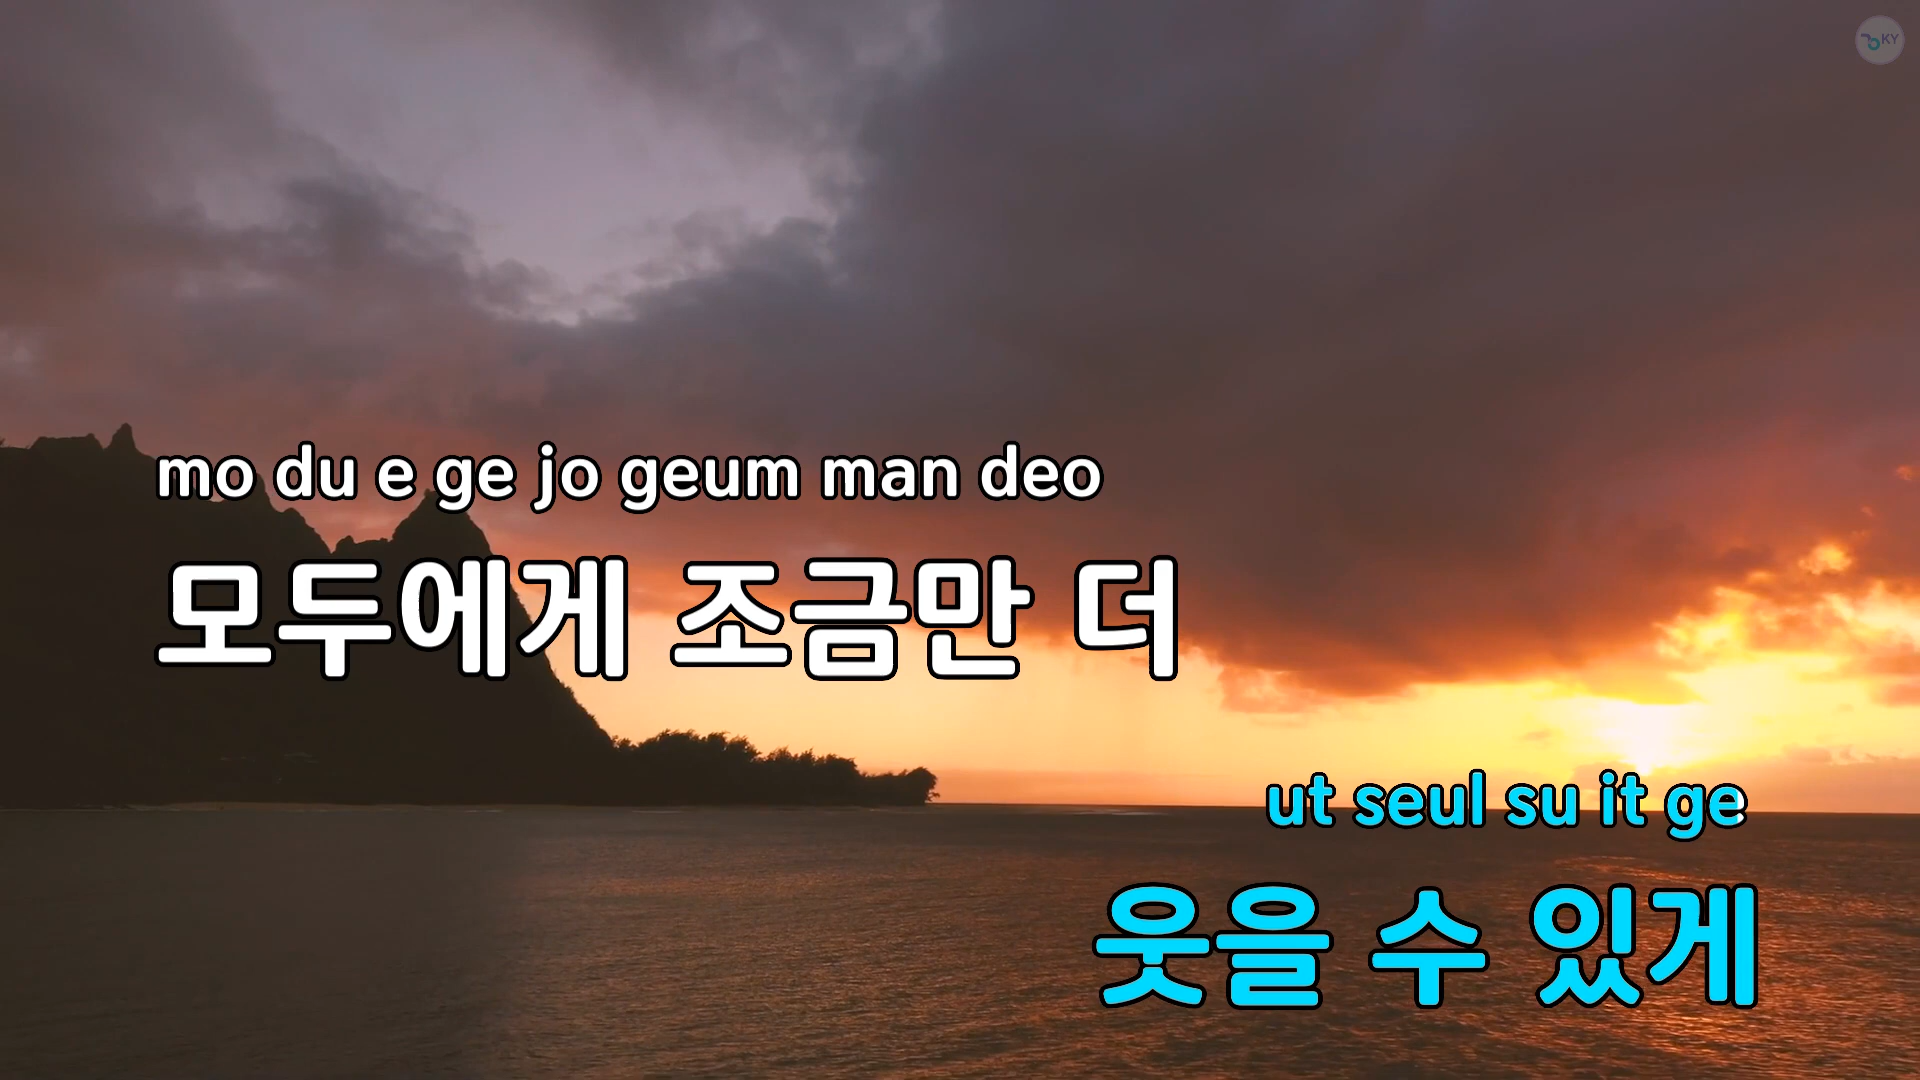 KY
mo du e ge jo geum man deo
모두에게 조금만 더
ut seul su it ge
웃을 수 있게